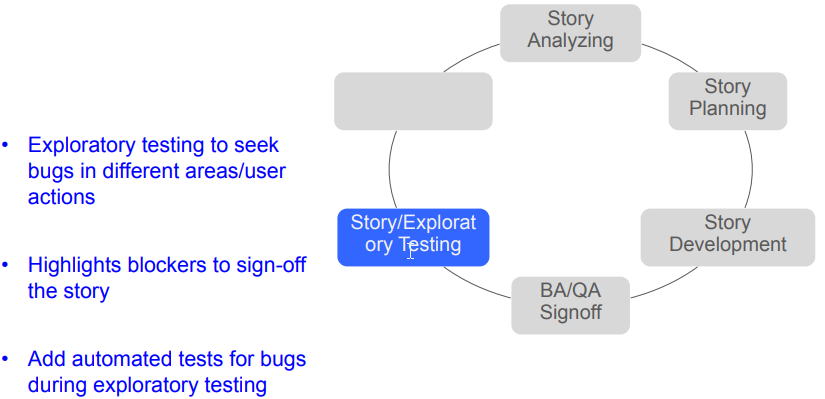 • Exploratory testing to seek
bugs in different areas/user
actions
• Highlights blockers to sign-off
the story
• Add automated tests for bugs
during exploratory testing
Story
Analyzing
Story
Planning
Story
Development
BA/QA
Signoff
Story/Explorat
ory Testing